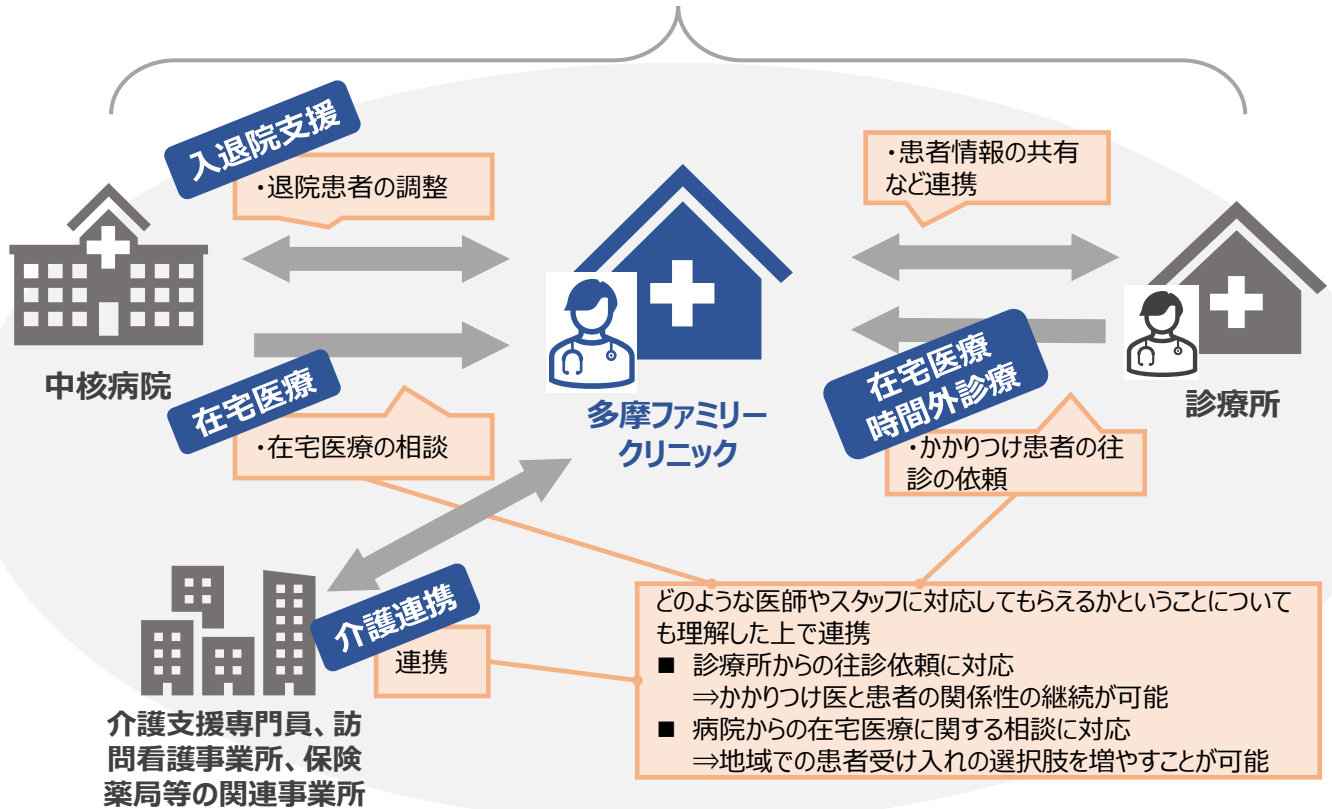 入退院支援
・退院患者の調整
・患者情報の共有
など連携
中核病院
在宅医療
・在宅医療の相談
多摩ファミリー
クリニック
在宅医療
時間外診療
・かかりつけ患者の往
診の依頼
診療所
介護連携
連携
介護支援専門員、訪
問看護事業所、保険
薬局等の関連事業所
どのような医師やスタッフに対応してもらえるかということについて
も理解した上で連携
■ 診療所からの往診依頼に対応
⇒かかりつけ医と患者の関係性の継続が可能
■ 病院からの在宅医療に関する相談に対応
⇒地域での患者受け入れの選択肢を増やすことが可能